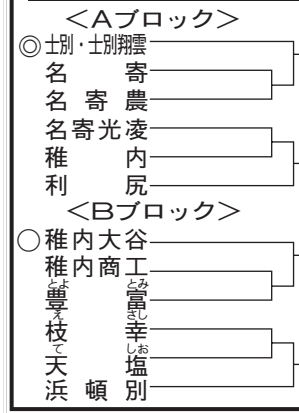 ＜Aブロック＞
◎士別・士別翔雲
名寄
名寄農
名寄光凌
稚内
利尻
＜Bブロック＞
○稚内大谷
稚内商工
とよ とみ
豊富
え さし
枝幸
て しお
天塩
浜頓別